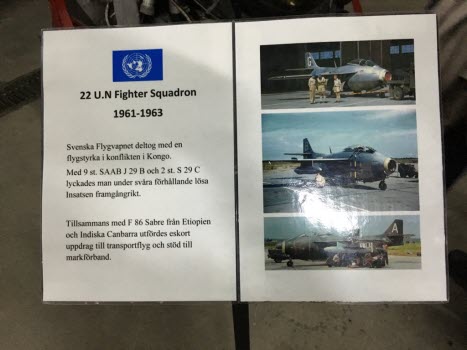 22 U.N Fighter Squadron
1961-1963
Svenska Flygvapnet deltog med en
flygstyrka i konflikten i Kongo.
Med 9 st. SAAB J 29 B och 2 st. S 29 C
lyckades man under svåra förhållande lösa
Insatsen framgångrikt.
Tillsammans med F 86 Sabre från Etiopien
och Indiska Canbarra utfördes eskort
uppdrag till transportflyg och stöd till
markförband.
A